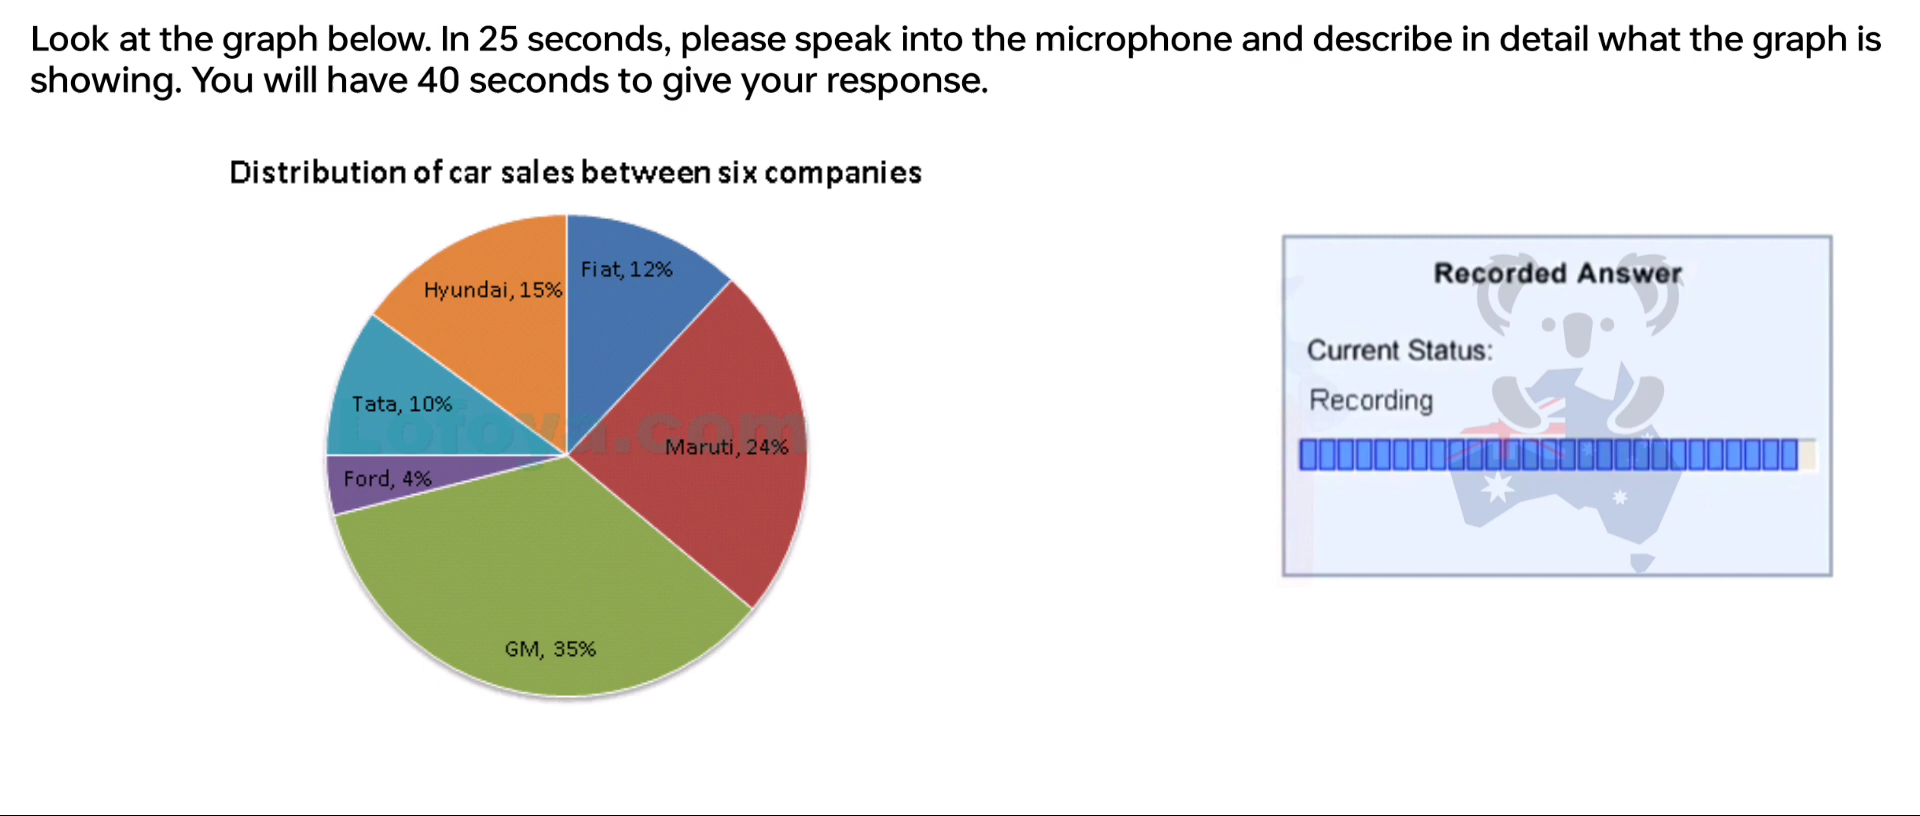 Look at the graph below. In 25 seconds, please speak into the microphone and describe in detail what the graph is
showing. You will have 40 seconds to give your response.
Distribution of car sales between six companies
Fiat, 12%
Hyundai, 15%
Tata, 10%
Maruti, 24%
Ford, 4%
GM, 35%
Lofoya.com
Recorded Answer
Current Status:
Recording